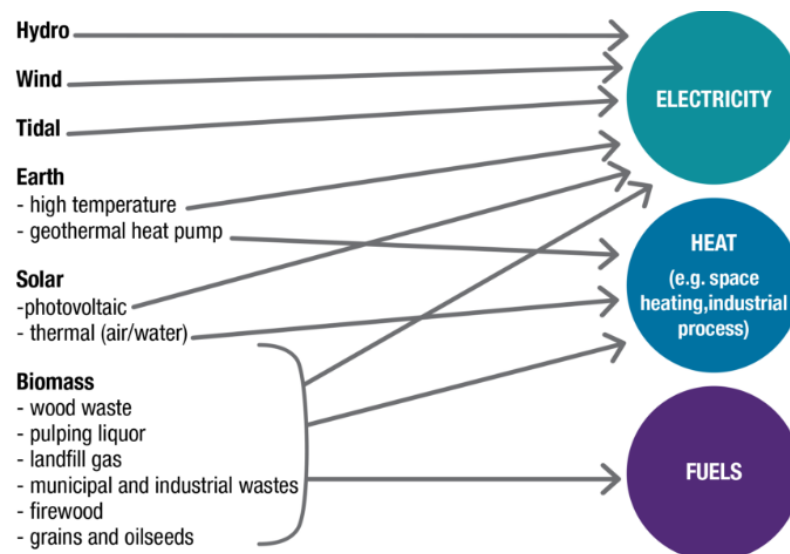 Hydro
Wind
Tidal
Earth
- high temperature
- geothermal heat pump
Solar
-photovoltaic
- thermal (air/water)
Biomass
- wood waste
- pulping liquor
- landfill gas
- municipal and industrial wastes
- firewood
- grains and oilseeds
ELECTRICITY
HEAT
(e.g. space
heating,industrial
process)
FUELS